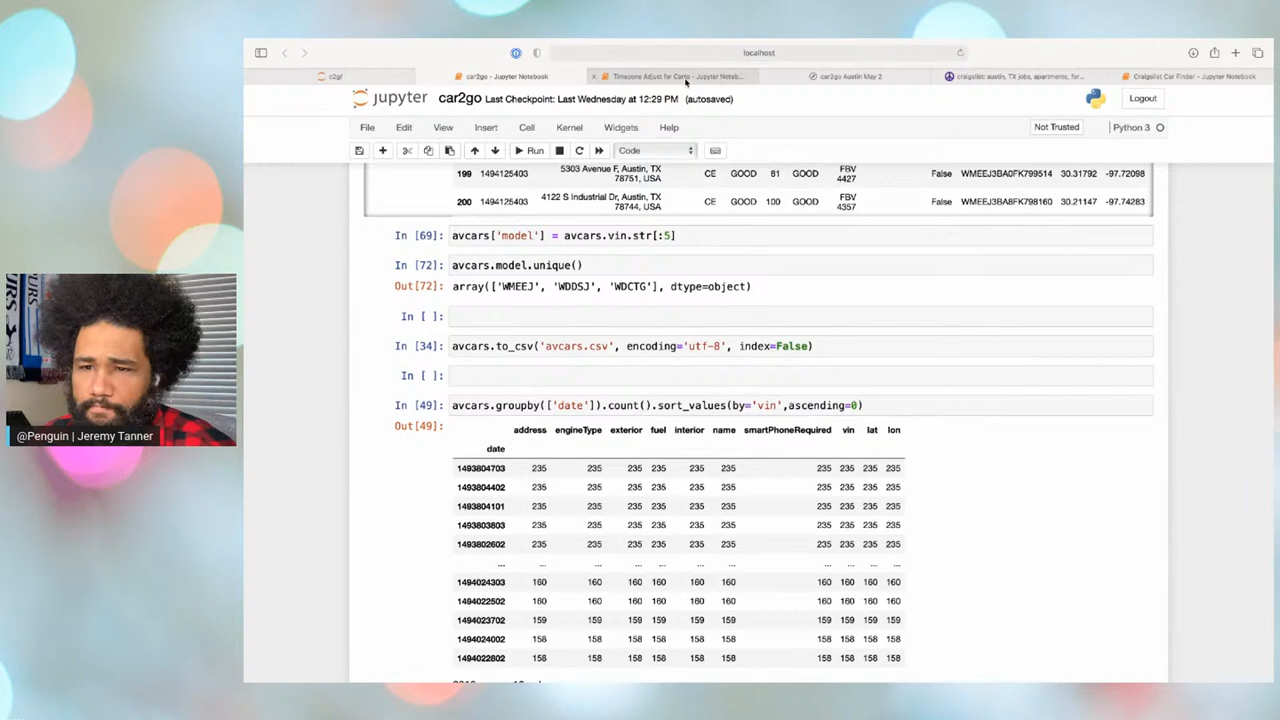 localhost
c2g/
car2go - Jupyter Notebook
Timezone Adjust for Carto - Jupyter Noteb...
car2go Austin May 2
craigslist: austin, TX jobs, apartments, for...
Craigslist Car Finder - Jupyter Notebook
jupyter car2go Last Checkpoint: Last Wednesday at 12:29 PM (autosaved)
Logout
File Edit View Insert Cell Kernel Widgets Help
Not Trusted
Python 3
Run
Code
199 1494125403 5303 Avenue F, Austin, TX 78751, USA CE GOOD 81 GOOD FBV 4427 False WMEEJ3BA0FK799514 30.31792 -97.72098
200 1494125403 4122 S Industrial Dr, Austin, TX 78744, USA CE GOOD 100 GOOD FBV 4357 False WMEEJ3BA8FK798160 30.21147 -97.74283
In [69]: avcars['model'] = avcars.vin.str[:5]
In [72]: avcars.model.unique()
Out[72]: array(['WMEEJ', 'WDDSJ', 'WDCTG'], dtype=object)
In [ ]:
In [34]: avcars.to_csv('avcars.csv', encoding='utf-8', index=False)
In [ ]:
In [49]: avcars.groupby(['date']).count().sort_values(by='vin',ascending=0)
Out[49]:
address engineType exterior fuel interior name smartPhoneRequired vin lat lon
date
1493804703 235 235 235 235 235 235 235 235 235 235
1493804402 235 235 235 235 235 235 235 235 235 235
1493804101 235 235 235 235 235 235 235 235 235 235
1493803803 235 235 235 235 235 235 235 235 235 235
1493802602 235 235 235 235 235 235 235 235 235 235
... ... ... ... ... ... ... ... ... ... ...
1494024303 160 160 160 160 160 160 160 160 160 160
1494022502 160 160 160 160 160 160 160 160 160 160
1494023702 159 159 159 159 159 159 159 159 159 159
1494024002 158 158 158 158 158 158 158 158 158 158
1494022802 158 158 158 158 158 158 158 158 158 158
@Penguin | Jeremy Tanner